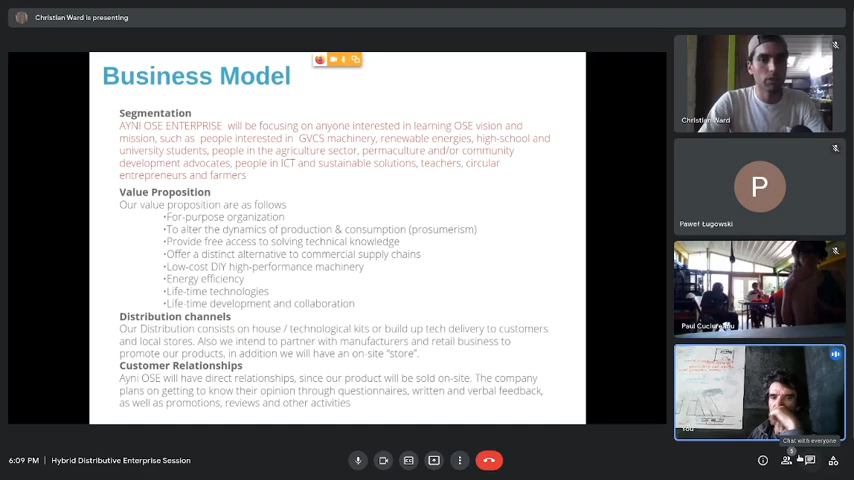 Christian Ward is presenting
Business Model
Segmentation
AYNI OSE ENTERPRISE will be focusing on anyone interested in learning OSE vision and
mission, such as people interested in GVCS machinery, renewable energies, high-school and
university students, people in the agriculture sector, permaculture and/or community
development advocates, people in ICT and sustainable solutions, teachers, circular
entrepreneurs and farmers
Value Proposition
Our value proposition are as follows
•For-purpose organization
•To alter the dynamics of production & consumption (prosumerism)
•Provide free access to solving technical knowledge
•Offer a distinct alternative to commercial supply chains
•Low-cost DIY high-performance machinery
•Energy efficiency
•Life-time technologies
•Life-time development and collaboration
Distribution channels
Our Distribution consists on house / technological kits or build up tech delivery to customers
and local stores. Also we intend to partner with manufacturers and retail business to
promote our products, in addition we will have an on-site “store”.
Customer Relationships
Ayni OSE will have direct relationships, since our product will be sold on-site. The company
plans on getting to know their opinion through questionnaires, written and verbal feedback,
as well as promotions, reviews and other activities
Christian Ward
P
Paweł Ługowski
Paul Cuciureanu
You
Chat with everyone
5
6:09 PM | Hybrid Distributive Enterprise Session